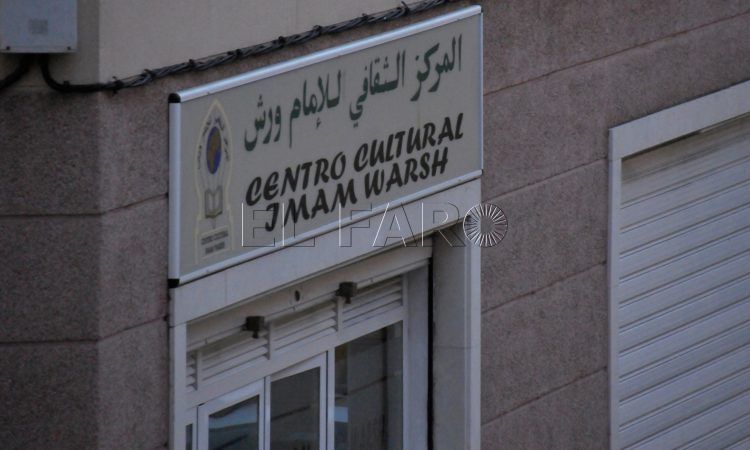 المركز الثقافي للإمام ورش
CENTRO CULTURAL
IMAM WARSH
EL FARO